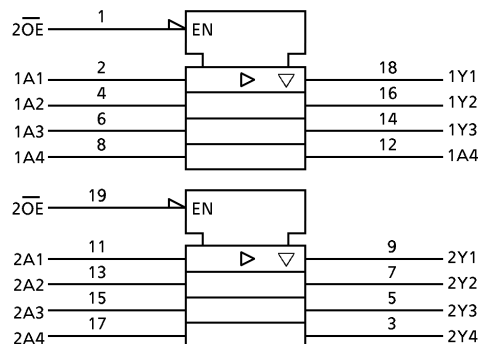 1
2OE EN
2 18
1A1 1Y1
4 16
1A2 1Y2
6 14
1A3 1Y3
8 12
1A4 1A4
19
2OE EN
11 9
2A1 2Y1
13 7
2A2 2Y2
15 5
2A3 2Y3
17 3
2A4 2Y4